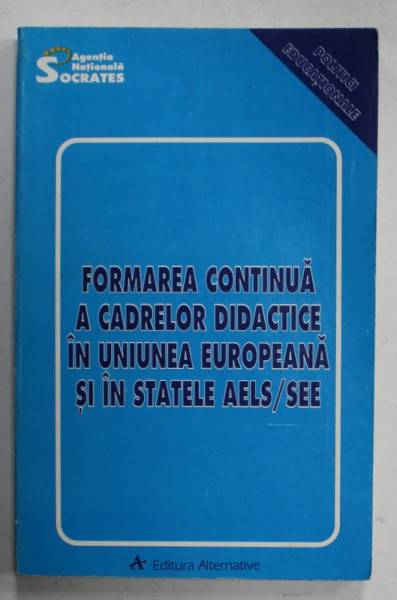 Agenția
Națională
SOCRATES
POLITICI
EDUCAȚIONALE
FORMAREA CONTINUĂ
A CADRELOR DIDACTICE
ÎN UNIUNEA EUROPEANĂ
ȘI ÎN STATELE AELS/SEE
A Editura Alternative